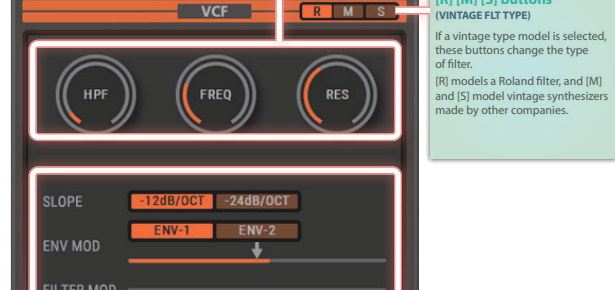 VCF
R M S
[R] [M] [S] buttons
(VINTAGE FLT TYPE)
If a vintage type model is selected,
these buttons change the type
of filter.
[R] models a Roland filter, and [M]
and [S] model vintage synthesizers
made by other companies.
HPF
FREQ
RES
SLOPE
-12dB/OCT -24dB/OCT
ENV MOD
ENV-1 ENV-2
FILTER MOD